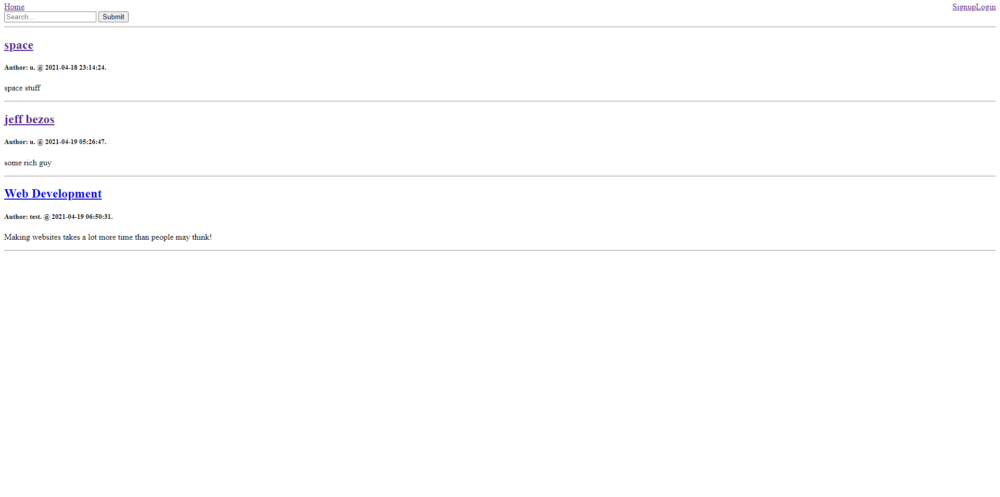 Home SignupLogin
Search... Submit
space
Author: u. @ 2021-04-18 23:14:24.
space stuff
jeff bezos
Author: u. @ 2021-04-19 05:26:47.
some rich guy
Web Development
Author: test. @ 2021-04-19 06:50:31.
Making websites takes a lot more time than people may think!